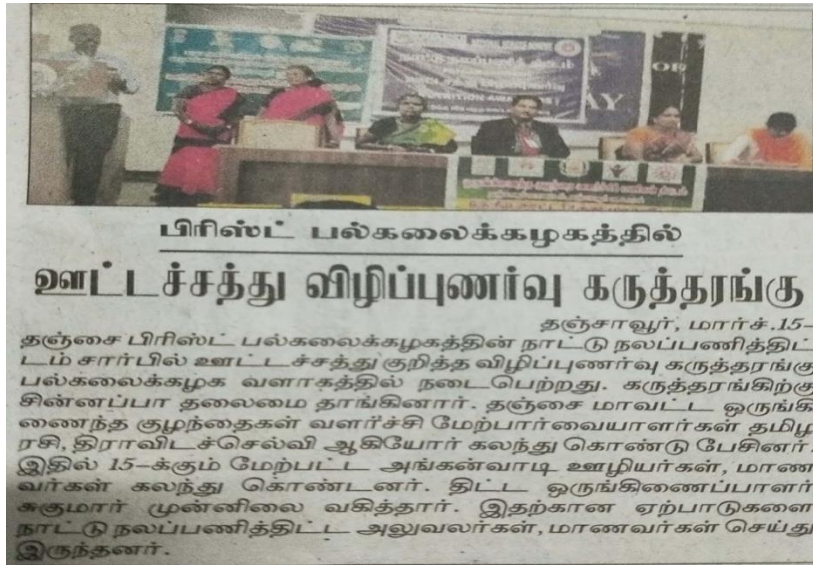 பிரிஸ்ட் பல்கலைக்கழகத்தில்
ஊட்டச்சத்து விழிப்புணர்வு கருத்தரங்கு
தஞ்சாவூர், மார்ச்.15–
தஞ்சை பிரிஸ்ட் பல்கலைக்கழகத்தின் நாட்டு நலப்பணித்திட்
டம் சார்பில் ஊட்டச்சத்து குறித்த விழிப்புணர்வு கருத்தரங்கு
பல்கலைக்கழக வளாகத்தில் நடைபெற்றது. கருத்தரங்கிற்கு
சின்னப்பா தலைமை தாங்கினார். தஞ்சை மாவட்ட ஒருங்கி
ணைந்த குழந்தைகள் வளர்ச்சி மேற்பார்வையாளர்கள் தமிழ
ரசி, திராவிடச்செல்வி ஆகியோர் கலந்து கொண்டு பேசினர்.
இதில் 15–க்கும் மேற்பட்ட அங்கன்வாடி ஊழியர்கள், மாண
வர்கள் கலந்து கொண்டனர். திட்ட ஒருங்கிணைப்பாளர்
சுகுமார் முன்னிலை வகித்தார். இதற்கான ஏற்பாடுகளை
நாட்டு நலப்பணித்திட்ட அலுவலர்கள், மாணவர்கள் செய்து
இருந்தனர்.